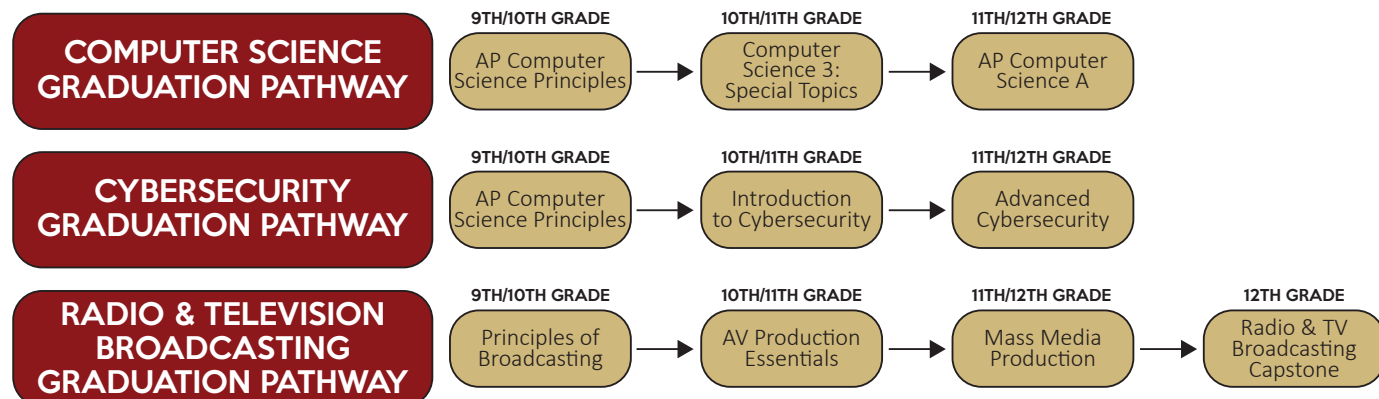 COMPUTER SCIENCE
GRADUATION PATHWAY
9TH/10TH GRADE
AP Computer
Science Principles
10TH/11TH GRADE
Computer
Science 3:
Special Topics
11TH/12TH GRADE
AP Computer
Science A
CYBERSECURITY
GRADUATION PATHWAY
9TH/10TH GRADE
AP Computer
Science Principles
10TH/11TH GRADE
Introduction
to Cybersecurity
11TH/12TH GRADE
Advanced
Cybersecurity
RADIO & TELEVISION
BROADCASTING
GRADUATION PATHWAY
9TH/10TH GRADE
Principles of
Broadcasting
10TH/11TH GRADE
AV Production
Essentials
11TH/12TH GRADE
Mass Media
Production
12TH GRADE
Radio & TV
Broadcasting
Capstone